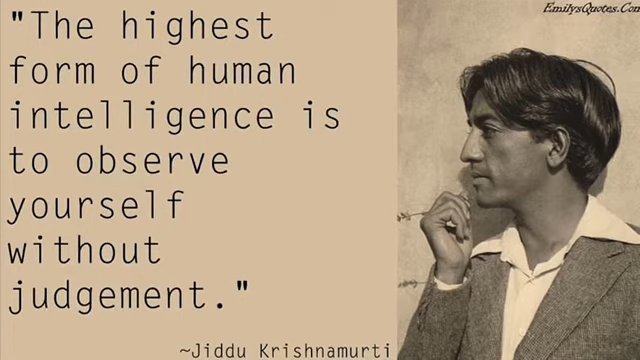 EmilysQuotes.Com
"The highest
form of human
intelligence is
to observe
yourself
without
judgement."
~Jiddu Krishnamurti